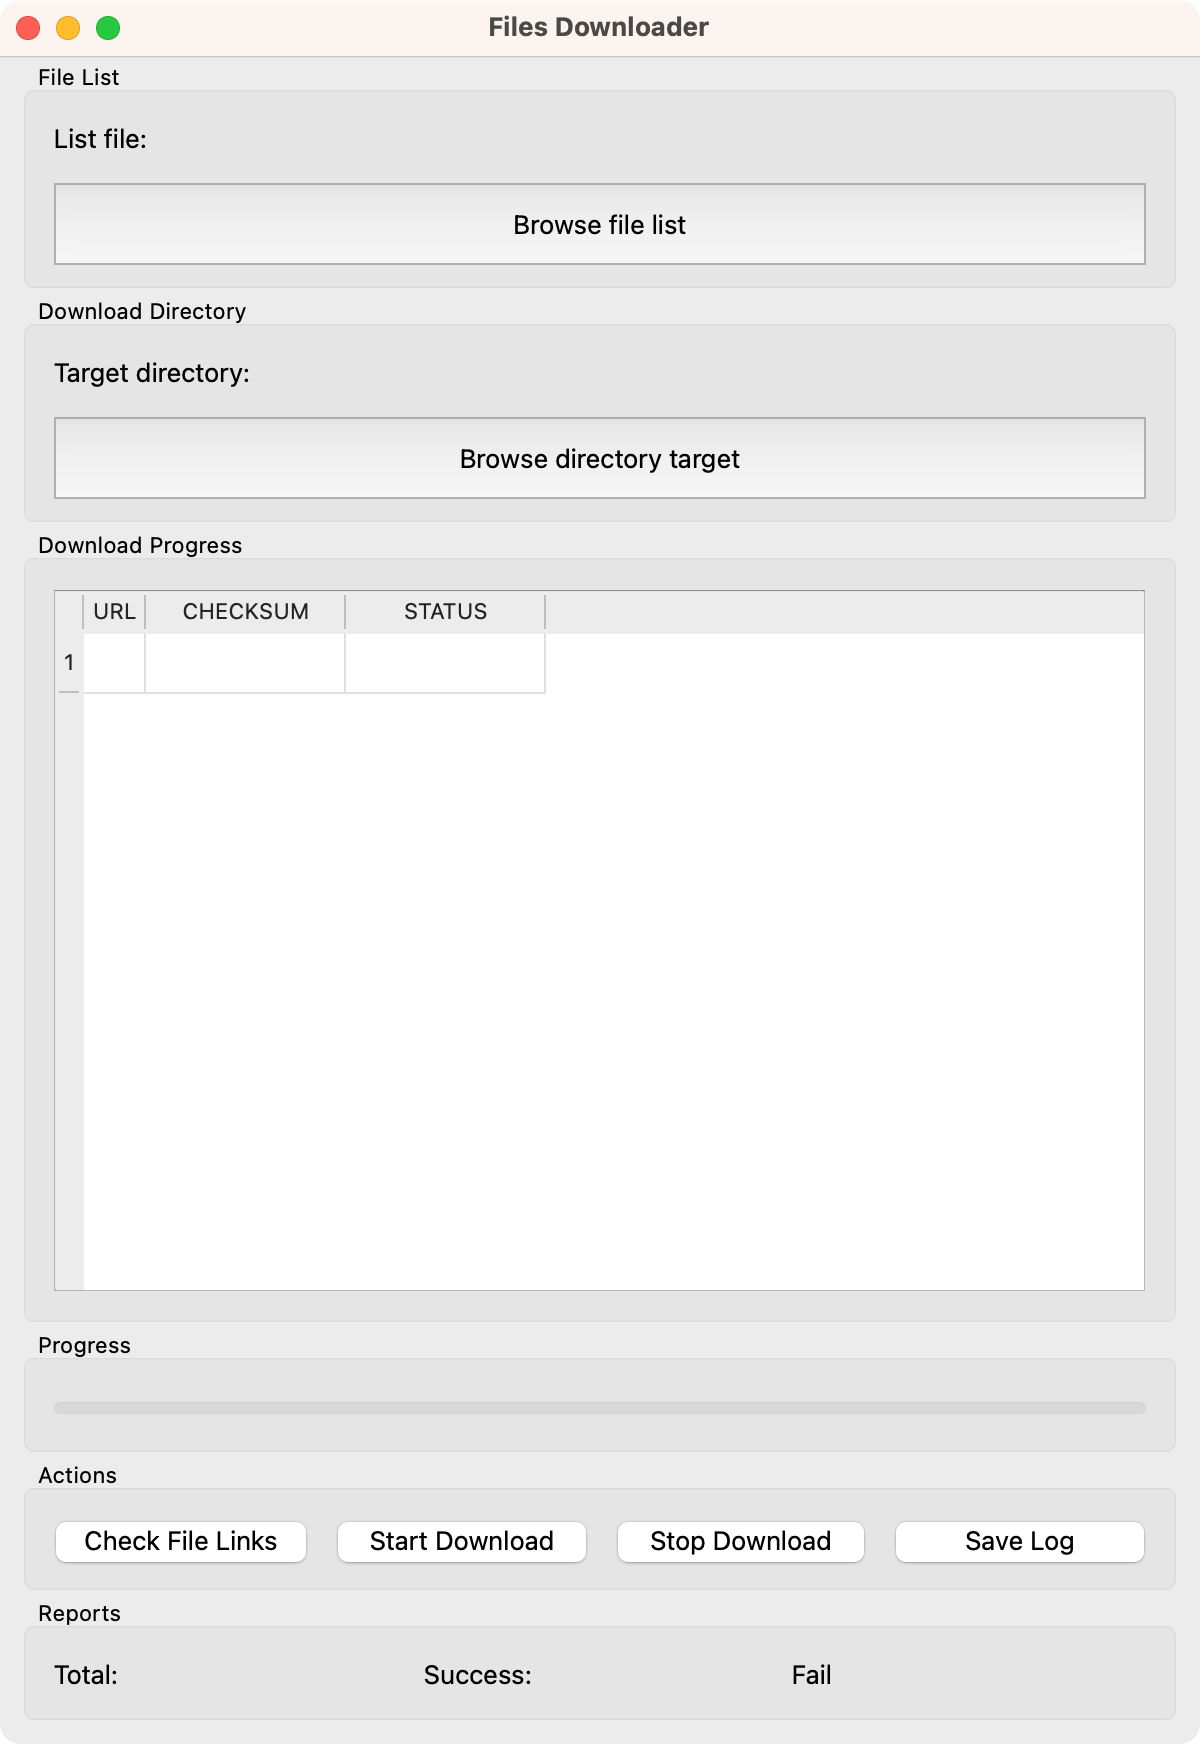 Files Downloader
File List
List file:
Browse file list
Download Directory
Target directory:
Browse directory target
Download Progress
URL CHECKSUM STATUS
1
Progress
Actions
Check File Links Start Download Stop Download Save Log
Reports
Total: Success: Fail